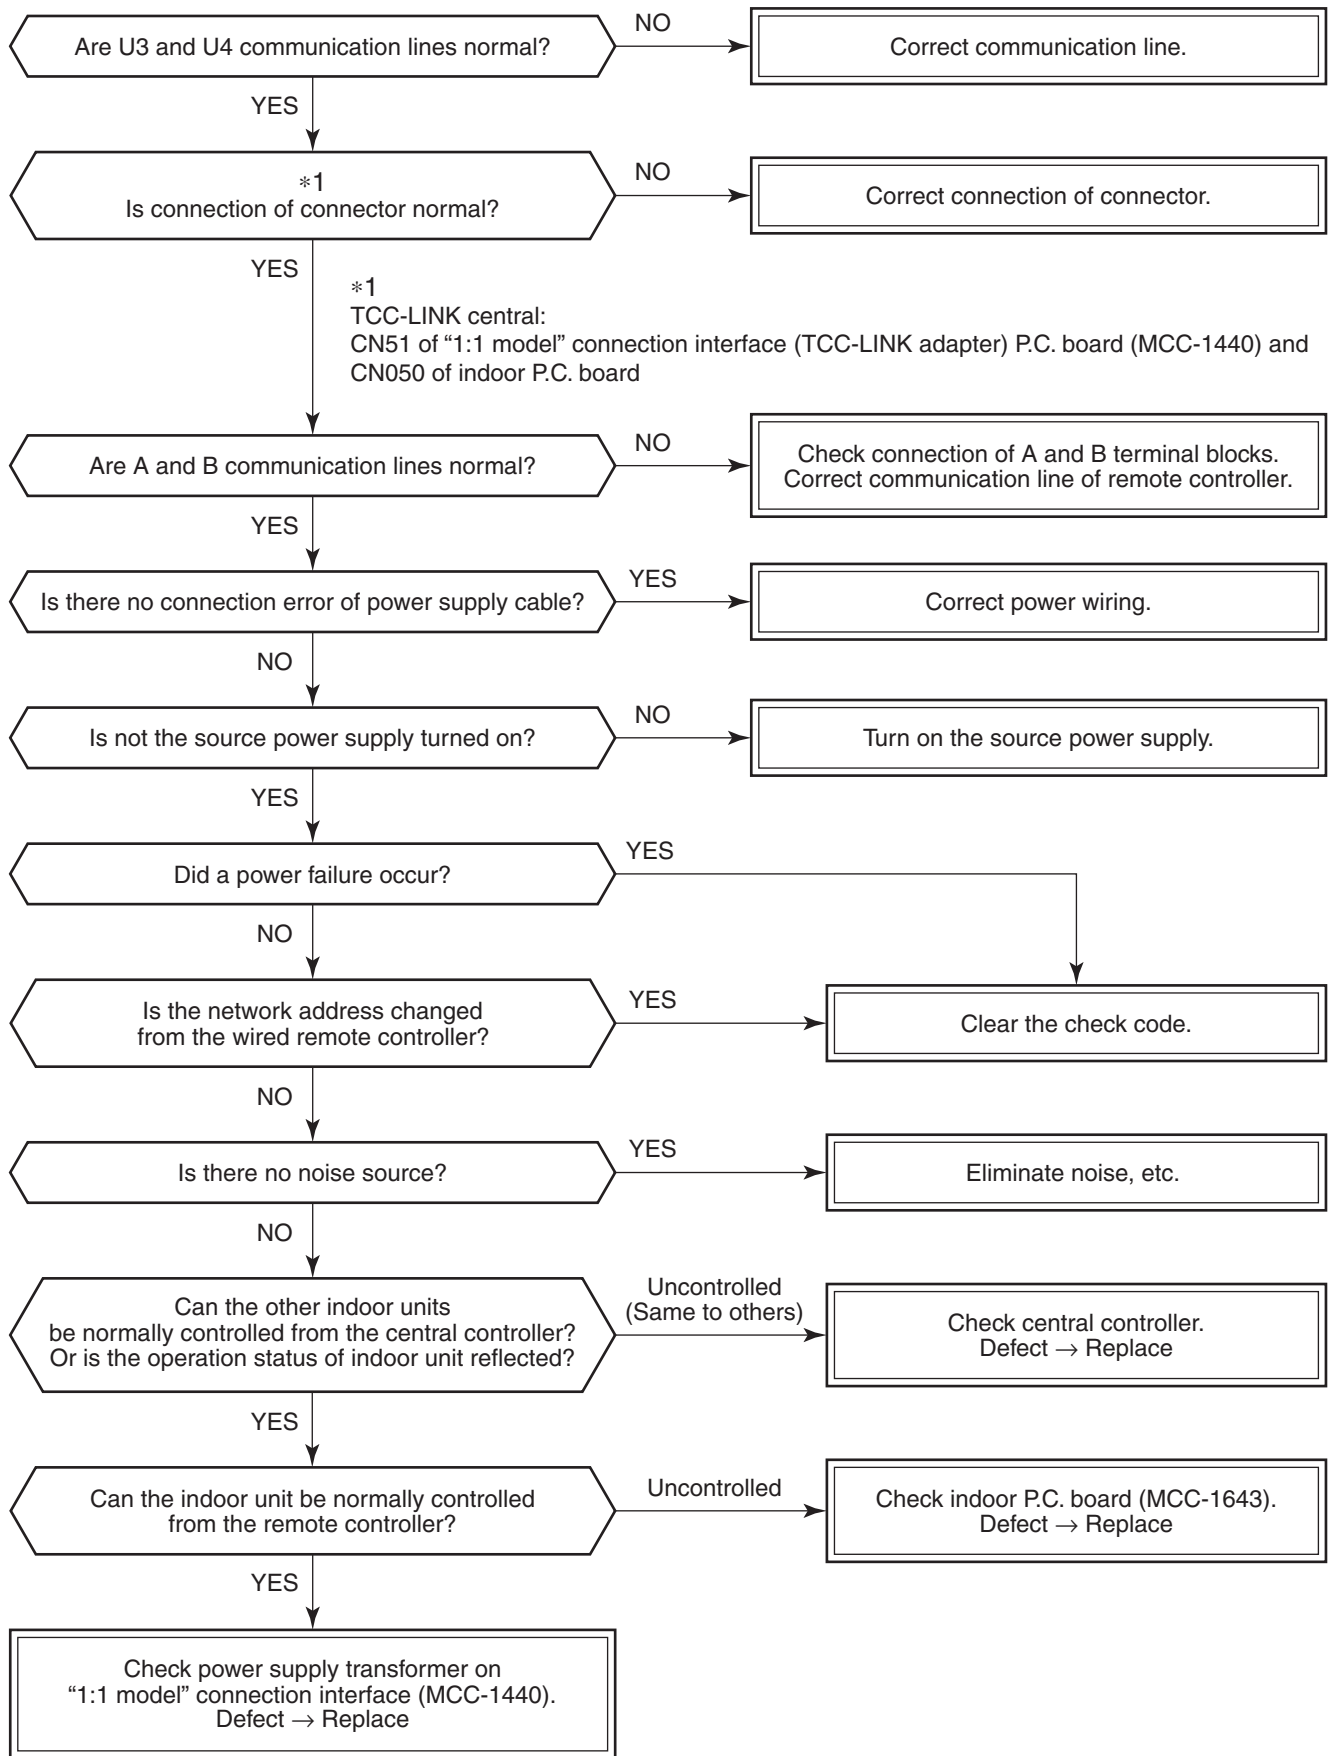 Are U3 and U4 communication lines normal?
NO
Correct communication line.
YES
*1
Is connection of connector normal?
NO
Correct connection of connector.
YES
*1
TCC-LINK central:
CN51 of “1:1 model” connection interface (TCC-LINK adapter) P.C. board (MCC-1440) and
CN050 of indoor P.C. board
Are A and B communication lines normal?
NO
Check connection of A and B terminal blocks.
Correct communication line of remote controller.
YES
Is there no connection error of power supply cable?
YES
Correct power wiring.
NO
Is not the source power supply turned on?
NO
Turn on the source power supply.
YES
Did a power failure occur?
YES
NO
Is the network address changed
from the wired remote controller?
YES
Clear the check code.
NO
Is there no noise source?
YES
Eliminate noise, etc.
NO
Can the other indoor units
be normally controlled from the central controller?
Or is the operation status of indoor unit reflected?
Uncontrolled
(Same to others)
Check central controller.
Defect → Replace
YES
Can the indoor unit be normally controlled
from the remote controller?
Uncontrolled
Check indoor P.C. board (MCC-1643).
Defect → Replace
YES
Check power supply transformer on
“1:1 model” connection interface (MCC-1440).
Defect → Replace